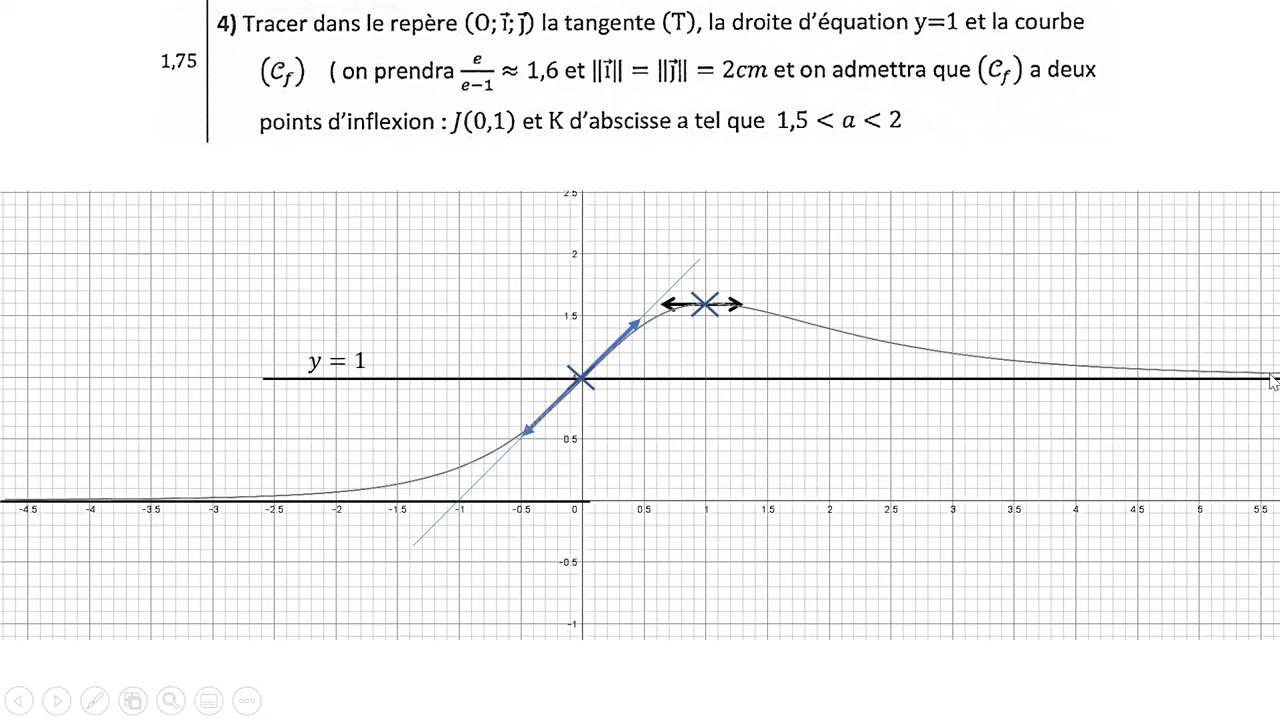 4) Tracer dans le repère (O; i⃗; j⃗) la tangente (T), la droite d'équation y=1 et la courbe
1,75
(𝒞f) ( on prendra e/(e−1) ≈ 1,6 et ||i⃗|| = ||j⃗|| = 2cm et on admettra que (𝒞f) a deux
points d'inflexion : J(0,1) et K d'abscisse a tel que 1,5 < a < 2
2.5
2
1.5
y = 1
0.5
-4.5 -4 -3.5 -3 -2.5 -2 -1.5 -1 -0.5 0 0.5 1 1.5 2 2.5 3 3.5 4 4.5 5 5.5
-0.5
-1